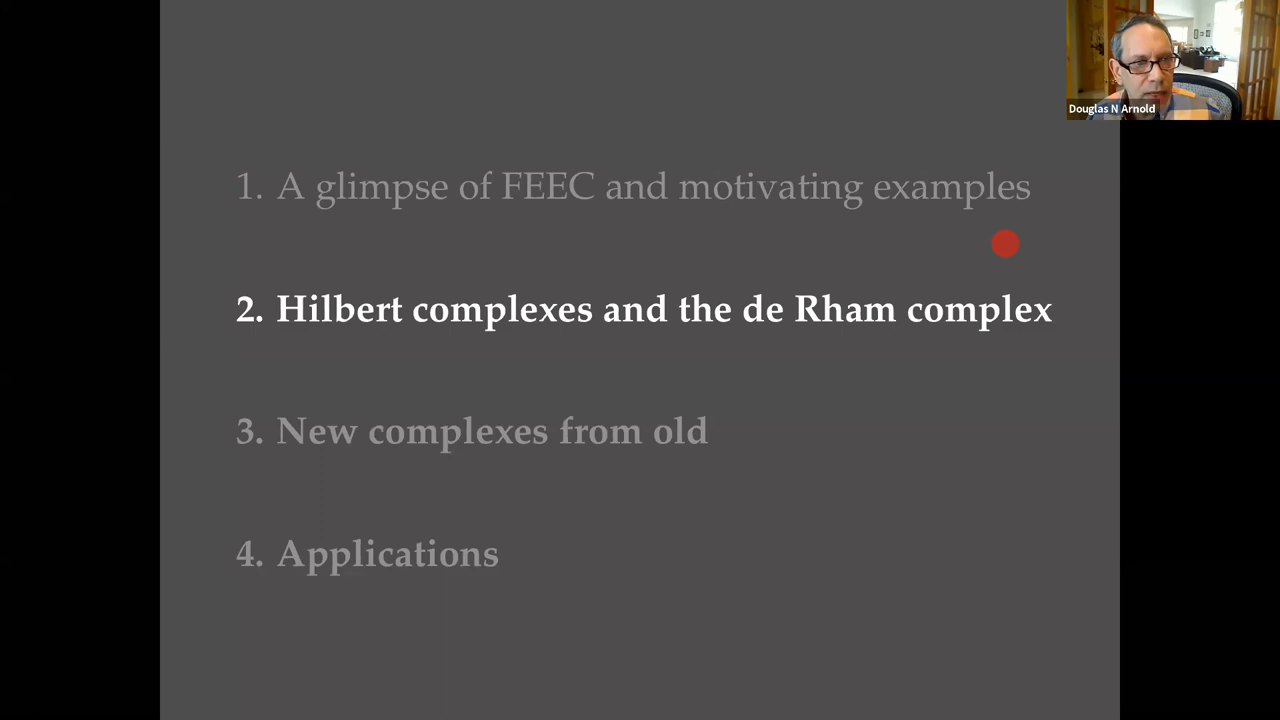 Douglas N Arnold
1. A glimpse of FEEC and motivating examples
2. Hilbert complexes and the de Rham complex
3. New complexes from old
4. Applications